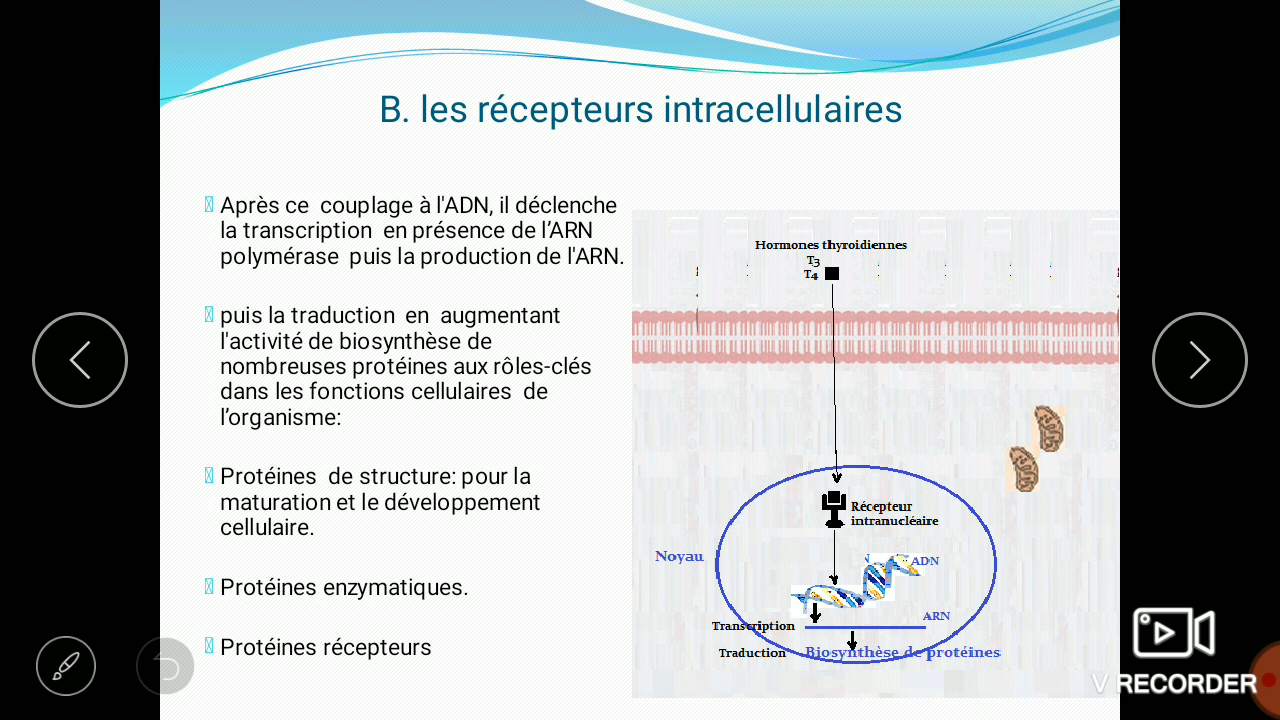 B. les récepteurs intracellulaires
Après ce couplage à l'ADN, il déclenche
la transcription en présence de l’ARN
polymérase puis la production de l'ARN.
puis la traduction en augmentant
l'activité de biosynthèse de
nombreuses protéines aux rôles-clés
dans les fonctions cellulaires de
l’organisme:
Protéines de structure: pour la
maturation et le développement
cellulaire.
Protéines enzymatiques.
Protéines récepteurs
Hormones thyroidiennes
T3
T4
Récepteur
intranucléaire
Noyau
ADN
ARN
Transcription
Traduction
Biosynthèse de protéines
V RECORDER